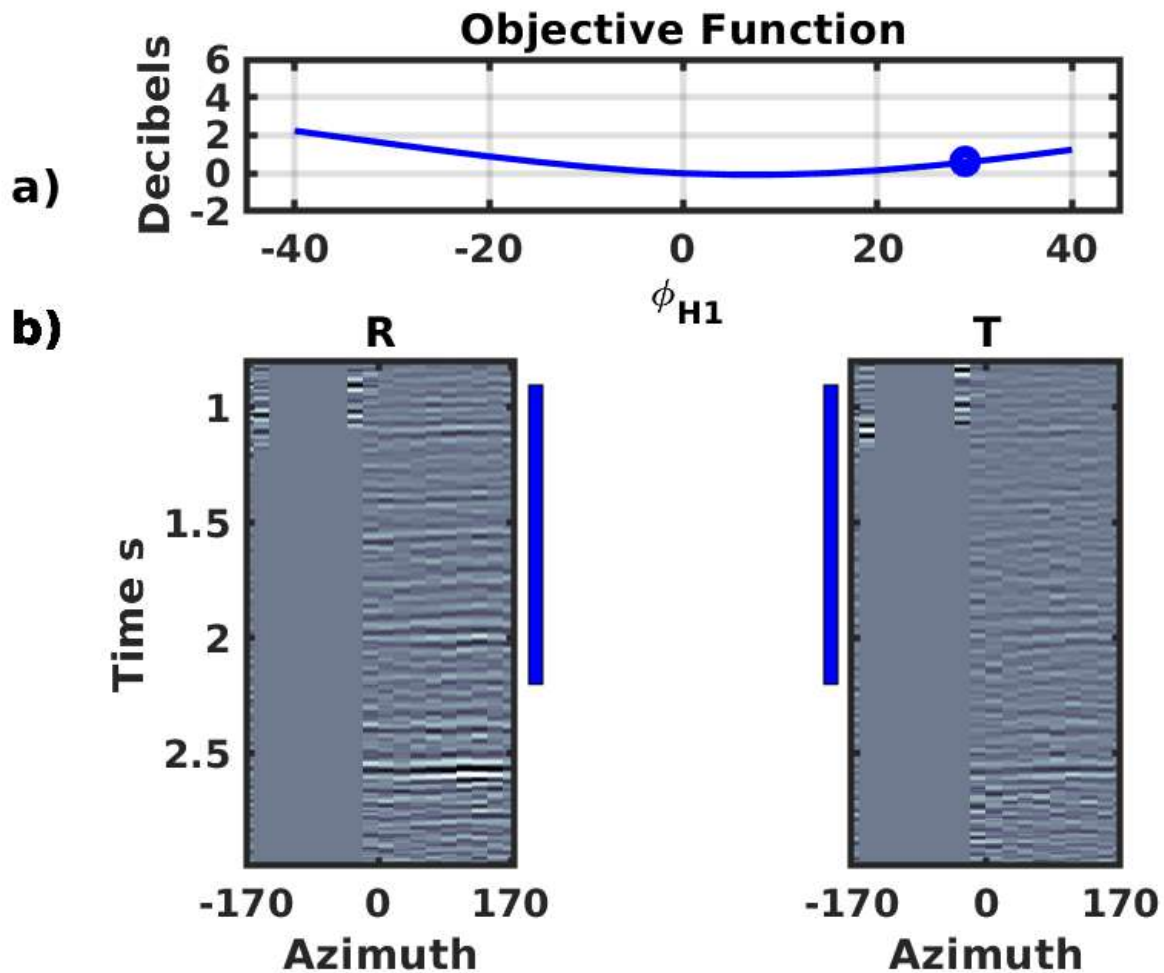 Objective Function
a)
Decibels
6
4
2
0
-2
-40 -20 0 20 40
ϕH1
b)
R T
Time s
1
1.5
2
2.5
-170 0 170 -170 0 170
Azimuth Azimuth